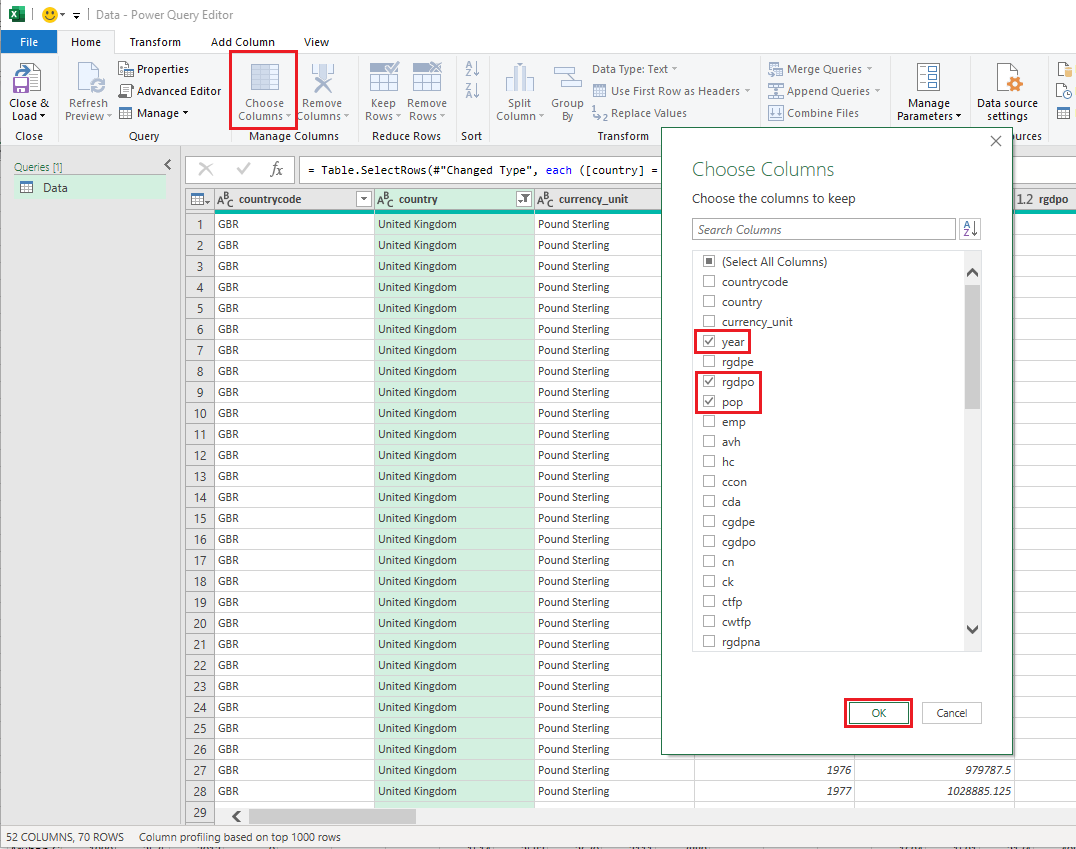 Data - Power Query Editor
File Home Transform Add Column View
Close & Load
Close
Refresh Preview
Properties
Advanced Editor
Manage
Query
Choose Columns
Remove Columns
Manage Columns
Keep Rows
Remove Rows
Reduce Rows
Sort
Split Column
Group By
Data Type: Text
Use First Row as Headers
Replace Values
Transform
Merge Queries
Append Queries
Combine Files
Manage Parameters
Data source settings
ources
Queries [1]
Data
fx
= Table.SelectRows(#"Changed Type", each ([country] =
countrycode country currency_unit 1.2 rgdpo
1 GBR United Kingdom Pound Sterling
2 GBR United Kingdom Pound Sterling
3 GBR United Kingdom Pound Sterling
4 GBR United Kingdom Pound Sterling
5 GBR United Kingdom Pound Sterling
6 GBR United Kingdom Pound Sterling
7 GBR United Kingdom Pound Sterling
8 GBR United Kingdom Pound Sterling
9 GBR United Kingdom Pound Sterling
10 GBR United Kingdom Pound Sterling
11 GBR United Kingdom Pound Sterling
12 GBR United Kingdom Pound Sterling
13 GBR United Kingdom Pound Sterling
14 GBR United Kingdom Pound Sterling
15 GBR United Kingdom Pound Sterling
16 GBR United Kingdom Pound Sterling
17 GBR United Kingdom Pound Sterling
18 GBR United Kingdom Pound Sterling
19 GBR United Kingdom Pound Sterling
20 GBR United Kingdom Pound Sterling
21 GBR United Kingdom Pound Sterling
22 GBR United Kingdom Pound Sterling
23 GBR United Kingdom Pound Sterling
24 GBR United Kingdom Pound Sterling
25 GBR United Kingdom Pound Sterling
26 GBR United Kingdom Pound Sterling
27 GBR United Kingdom Pound Sterling 1976 979787.5
28 GBR United Kingdom Pound Sterling 1977 1028885.125
29
Choose Columns
Choose the columns to keep
Search Columns
(Select All Columns)
countrycode
country
currency_unit
year
rgdpe
rgdpo
pop
emp
avh
hc
ccon
cda
cgdpe
cgdpo
cn
ck
ctfp
cwtfp
rgdpna
OK Cancel
52 COLUMNS, 70 ROWS Column profiling based on top 1000 rows